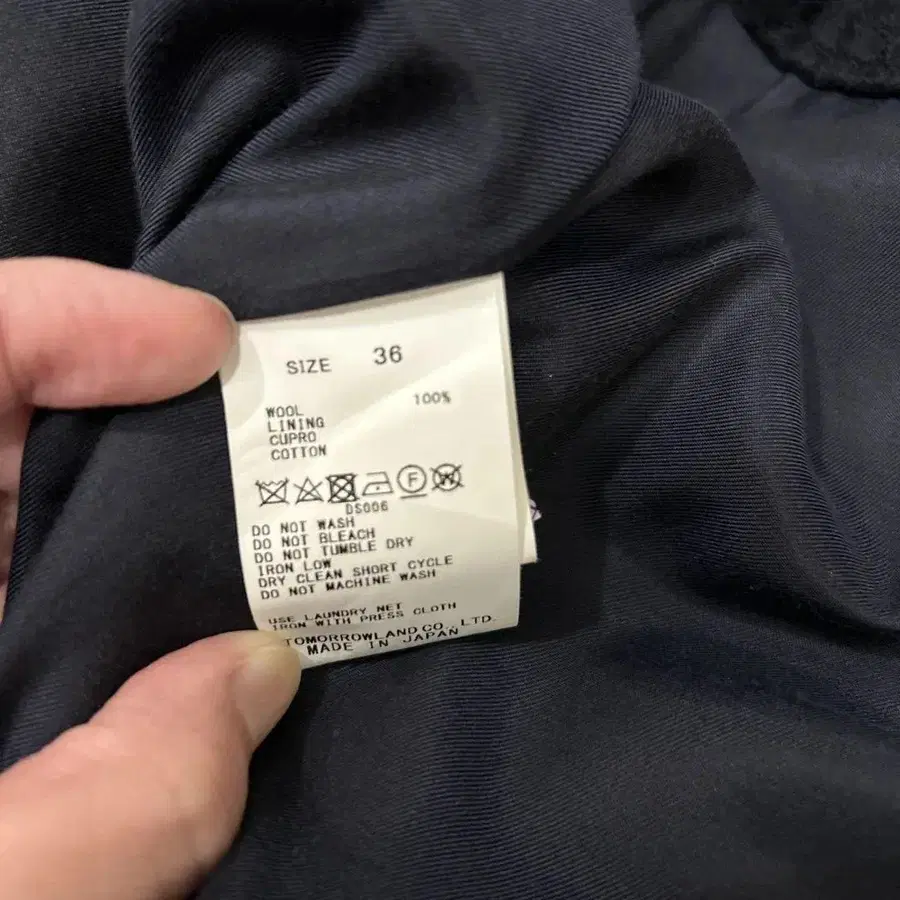 SIZE 36
WOOL 100%
LINING
CUPRO
COTTON
F W
DS006
DO NOT WASH
DO NOT BLEACH
DO NOT TUMBLE DRY
IRON LOW
DRY CLEAN SHORT CYCLE
DO NOT MACHINE WASH
USE LAUNDRY NET
IRON WITH PRESS CLOTH
TOMORROWLAND CO., LTD.
MADE IN JAPAN